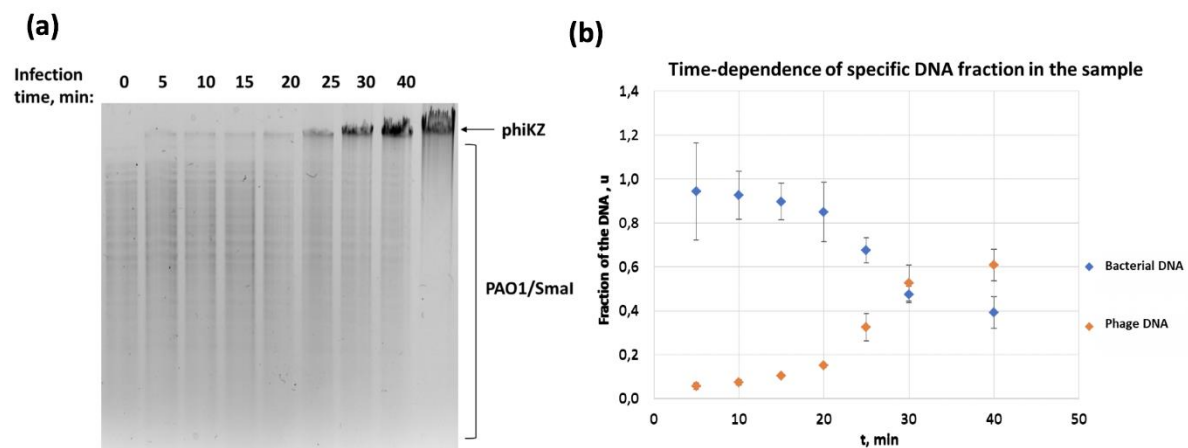 (a)
Infection
time, min:
0 5 10 15 20 25 30 40
phiKZ
PAO1/SmaI
(b)
Time-dependence of specific DNA fraction in the sample
Fraction of the DNA , u
1,4
1,2
1,0
0,8
0,6
0,4
0,2
0,0
0 10 20 30 40 50
t, min
Bacterial DNA
Phage DNA